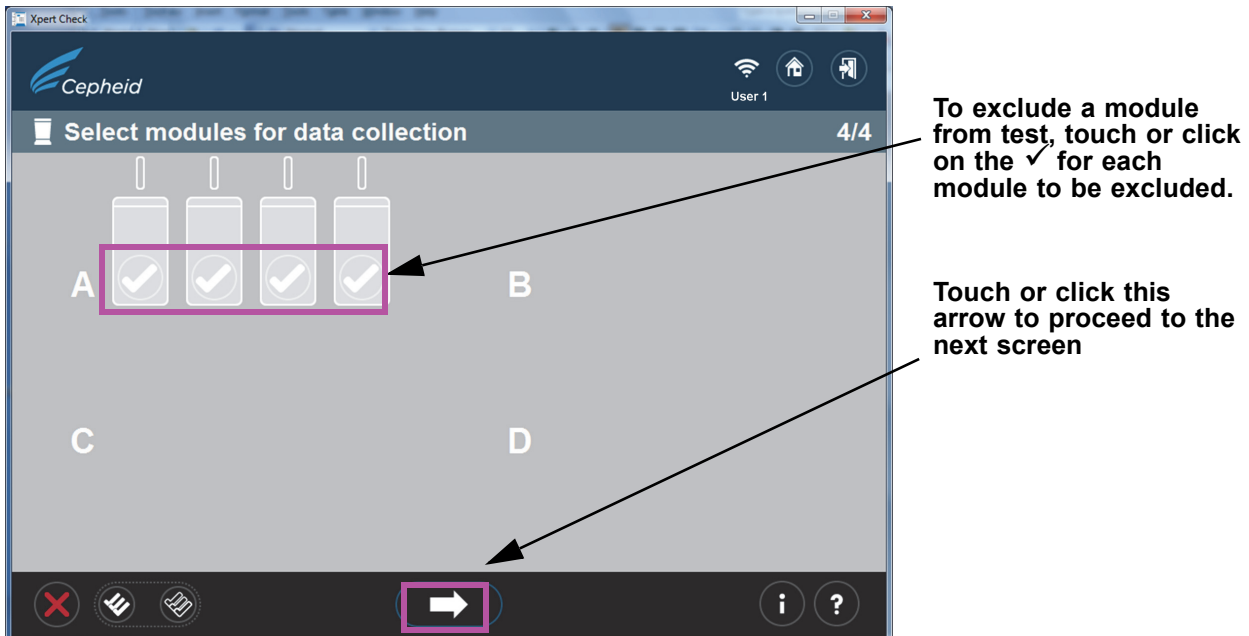 Xpert Check
Cepheid
User 1
Select modules for data collection
4/4
A
B
C
D
i
?
To exclude a module
from test, touch or click
on the ✓ for each
module to be excluded.
Touch or click this
arrow to proceed to the
next screen